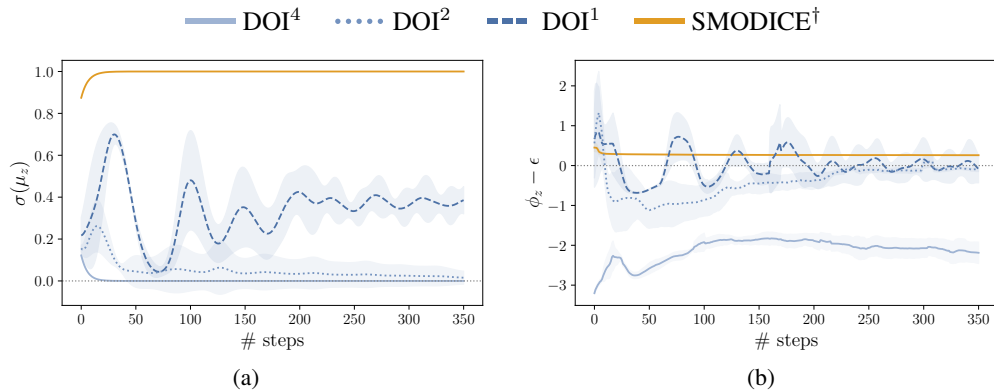 DOI⁴ DOI² DOI¹ SMODICE†
1.0
0.8
0.6
0.4
0.2
0.0
σ(μ_z)
0 50 100 150 200 250 300 350
# steps
(a)
2
1
0
−1
−2
−3
ϕ_z − ϵ
0 50 100 150 200 250 300 350
# steps
(b)